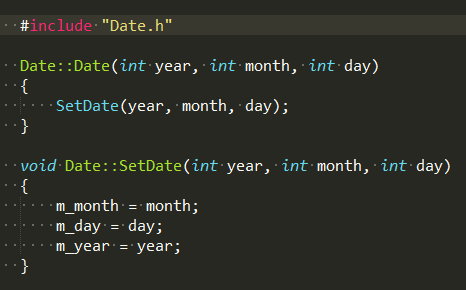 #include "Date.h"
Date::Date(int year, int month, int day)
{
SetDate(year, month, day);
}
void Date::SetDate(int year, int month, int day)
{
m_month = month;
m_day = day;
m_year = year;
}